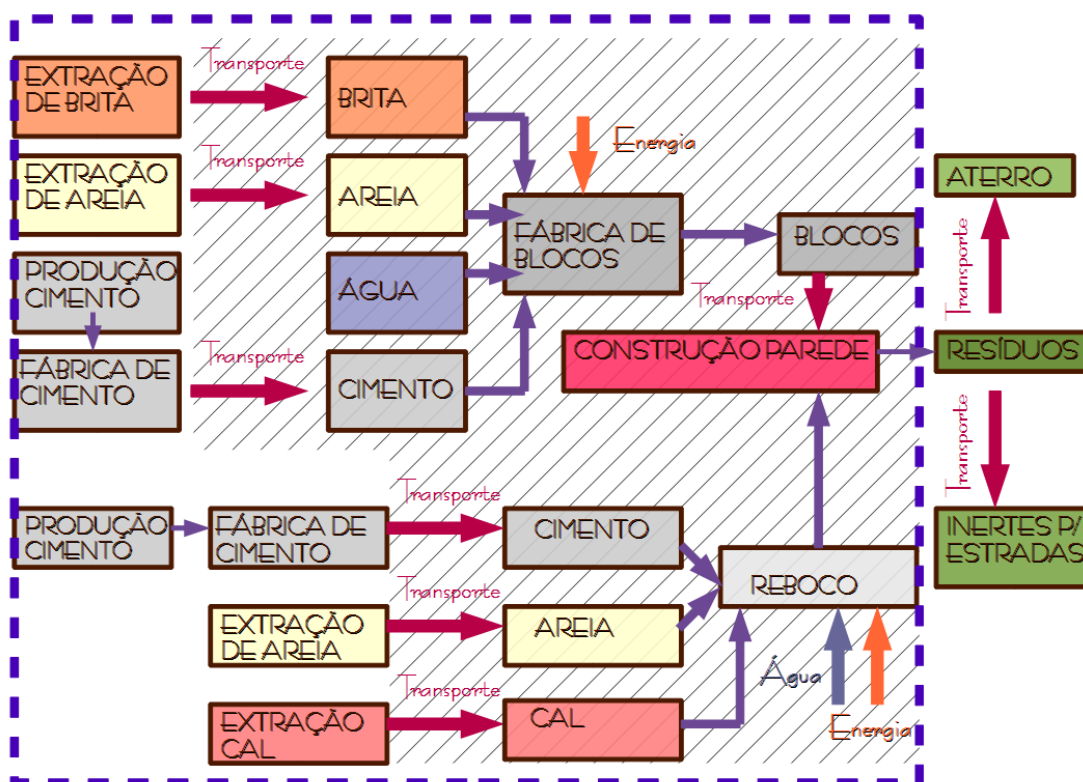 Transporte
EXTRAÇÃO
DE BRITA
BRITA
Energia
Transporte
EXTRAÇÃO
DE AREIA
AREIA
ATERRO
FÁBRICA DE
BLOCOS
BLOCOS
PRODUÇÃO
CIMENTO
ÁGUA
Transporte
Transporte
Transporte
FÁBRICA DE
CIMENTO
CIMENTO
CONSTRUÇÃO PAREDE
RESÍDUOS
Transporte
Transporte
PRODUÇÃO
CIMENTO
FÁBRICA DE
CIMENTO
CIMENTO
INERTES P/
ESTRADAS
REBOCO
Transporte
EXTRAÇÃO
DE AREIA
AREIA
Água
Transporte
EXTRAÇÃO
CAL
CAL
Energia